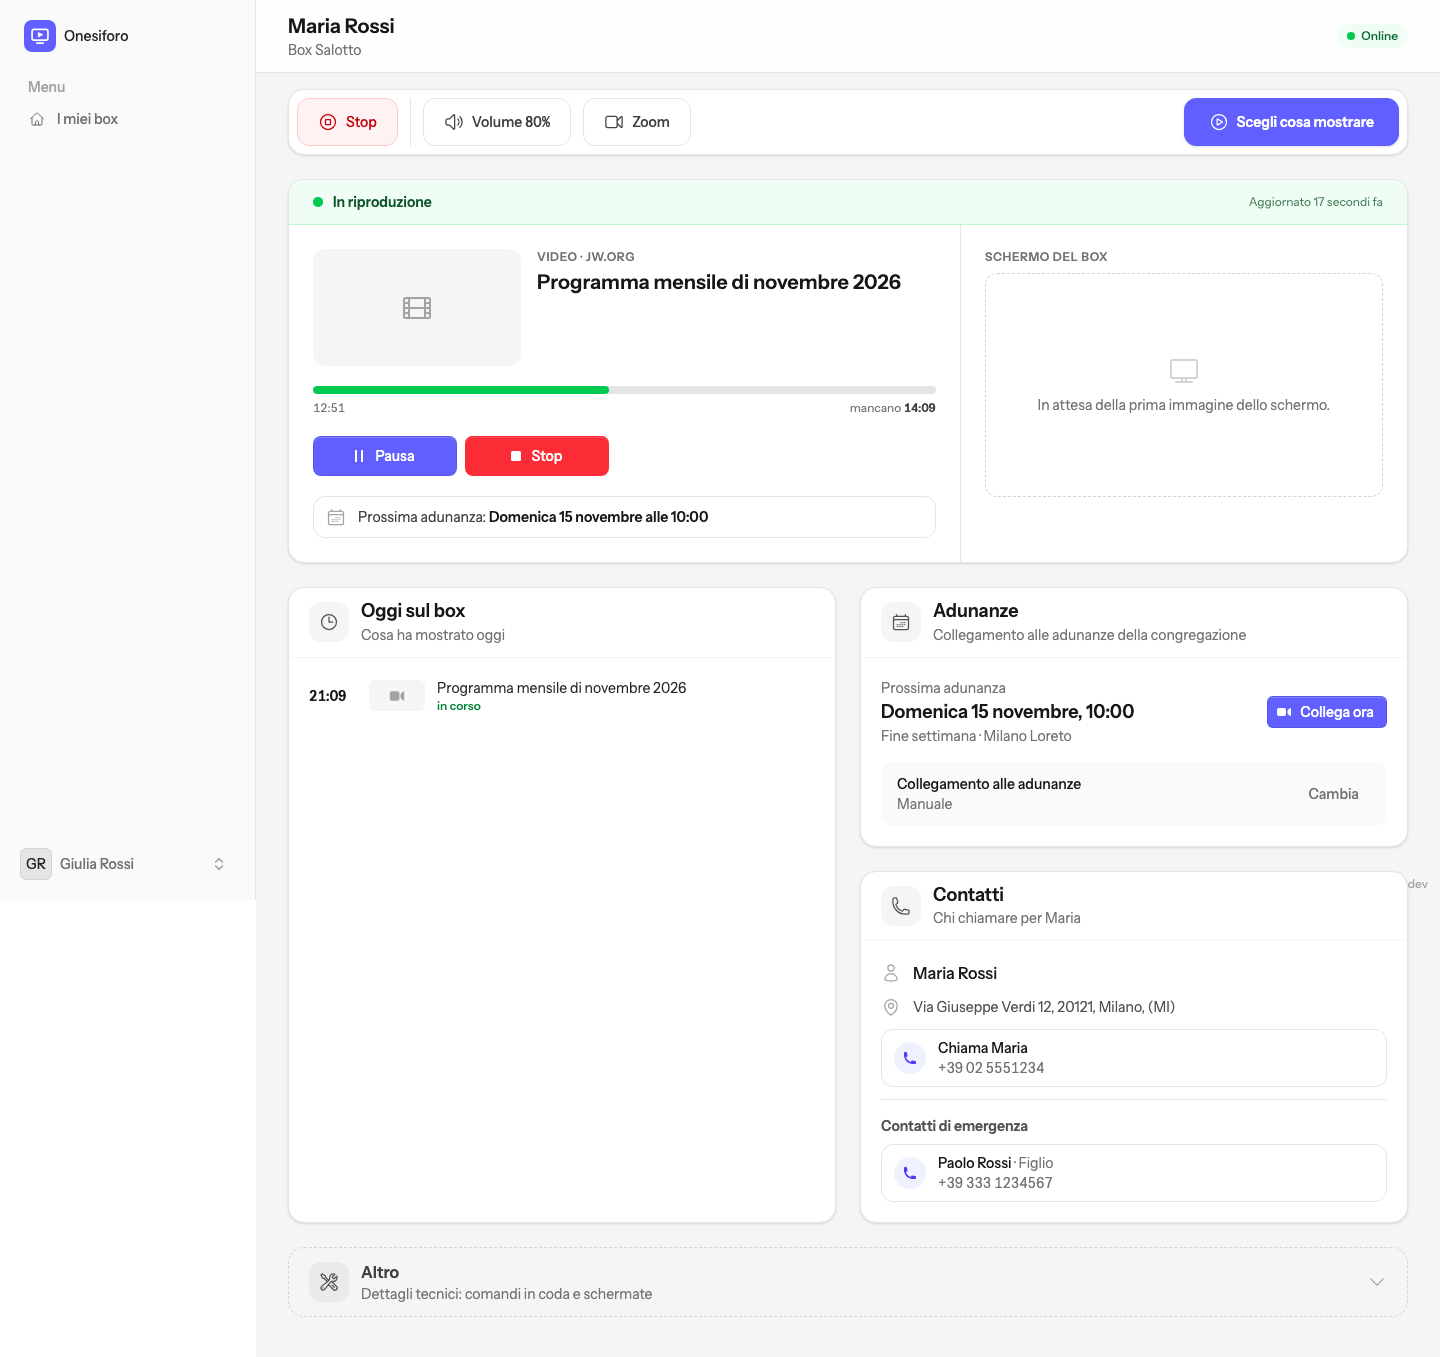 Onesiforo
Menu
I miei box
GR Giulia Rossi
Maria Rossi
Box Salotto
Online
Stop
Volume 80%
Zoom
Scegli cosa mostrare
In riproduzione
Aggiornato 17 secondi fa
VIDEO · JW.ORG
Programma mensile di novembre 2026
12:51
mancano 14:09
Pausa
Stop
Prossima adunanza: Domenica 15 novembre alle 10:00
SCHERMO DEL BOX
In attesa della prima immagine dello schermo.
Oggi sul box
Cosa ha mostrato oggi
21:09
Programma mensile di novembre 2026
in corso
Adunanze
Collegamento alle adunanze della congregazione
Prossima adunanza
Domenica 15 novembre, 10:00
Fine settimana · Milano Loreto
Collega ora
Collegamento alle adunanze
Manuale
Cambia
dev
Contatti
Chi chiamare per Maria
Maria Rossi
Via Giuseppe Verdi 12, 20121, Milano, (MI)
Chiama Maria
+39 02 5551234
Contatti di emergenza
Paolo Rossi · Figlio
+39 333 1234567
Altro
Dettagli tecnici: comandi in coda e schermate